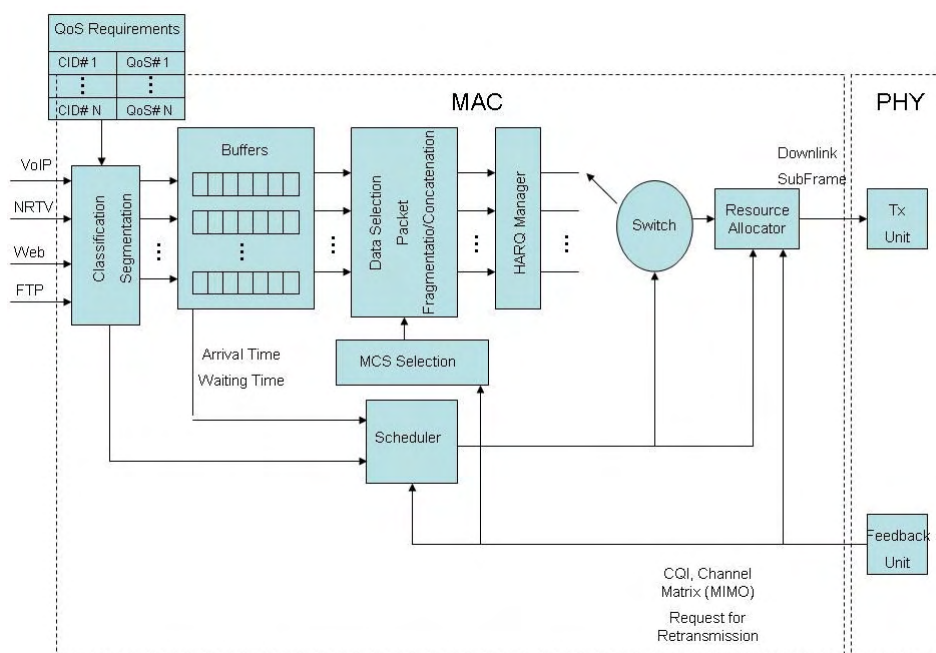 QoS Requirements
CID# 1 QoS# 1
⋮ ⋮
CID# N QoS# N
MAC
PHY
VoIP
NRTV
Web
FTP
Classification
Segmentation
Buffers
Data Selection
Packet
Fragmentatio/Concatenation
HARQ Manager
Switch
Downlink
SubFrame
Resource
Allocator
Tx
Unit
Arrival Time
Waiting Time
MCS Selection
Scheduler
Feedback
Unit
CQI, Channel
Matrix (MIMO)
Request for
Retransmission